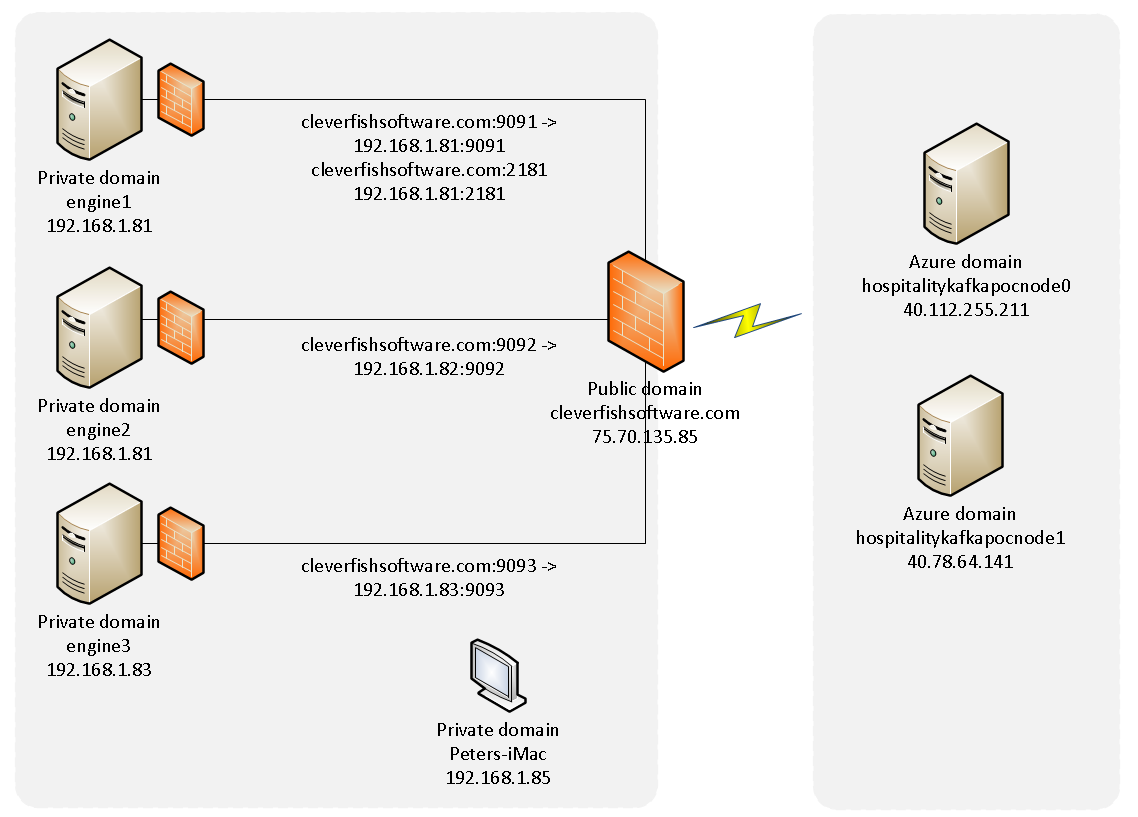 cleverfishsoftware.com:9091 ->
192.168.1.81:9091
cleverfishsoftware.com:2181
192.168.1.81:2181
Private domain
engine1
192.168.1.81
Azure domain
hospitalitykafkapocnode0
40.112.255.211
cleverfishsoftware.com:9092 ->
192.168.1.82:9092
Private domain
engine2
192.168.1.81
Public domain
cleverfishsoftware.com
75.70.135.85
Azure domain
hospitalitykafkapocnode1
40.78.64.141
cleverfishsoftware.com:9093 ->
192.168.1.83:9093
Private domain
engine3
192.168.1.83
Private domain
Peters-iMac
192.168.1.85